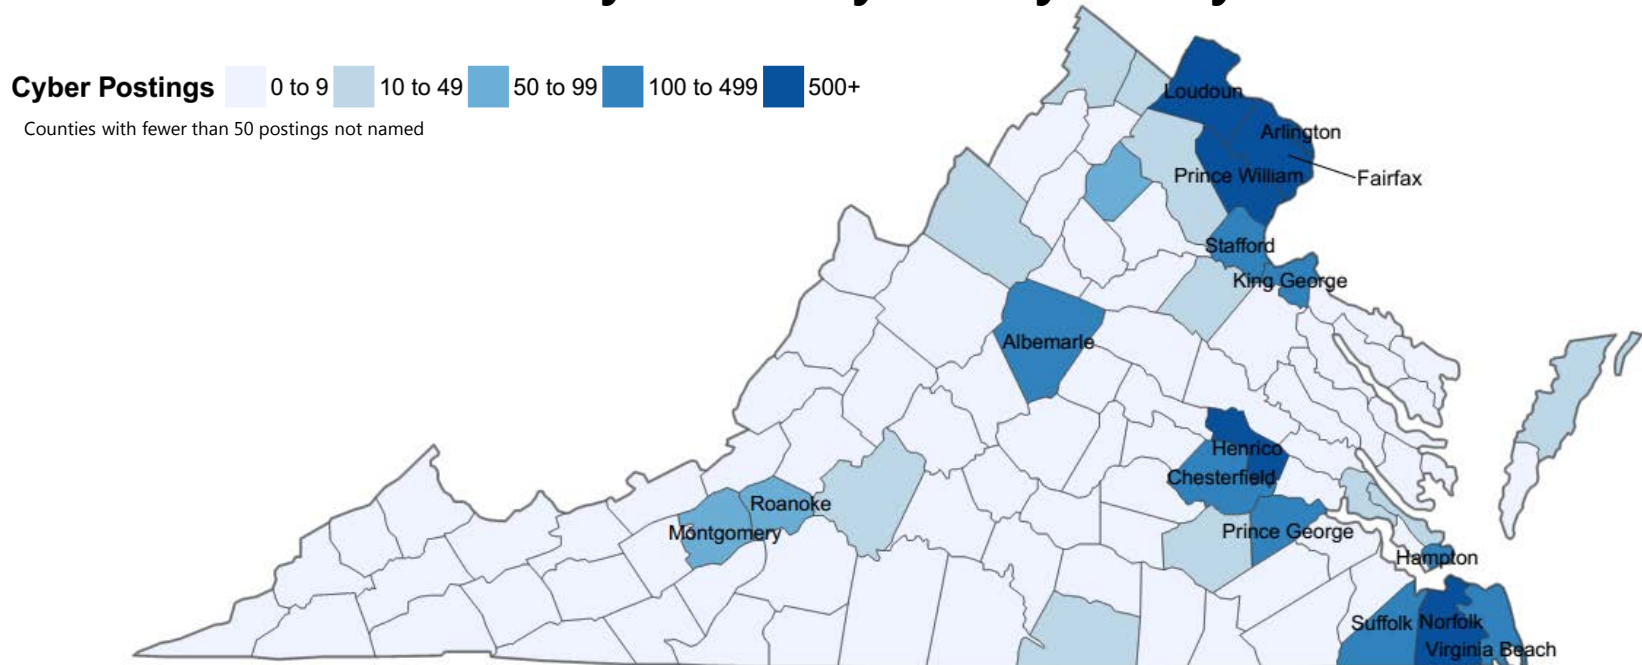 Cyber Postings 0 to 9 10 to 49 50 to 99 100 to 499 500+
Counties with fewer than 50 postings not named
Loudoun
Arlington
Prince William
Fairfax
Stafford
King George
Albemarle
Henrico
Chesterfield
Roanoke
Montgomery
Prince George
Hampton
Suffolk
Norfolk
Virginia Beach